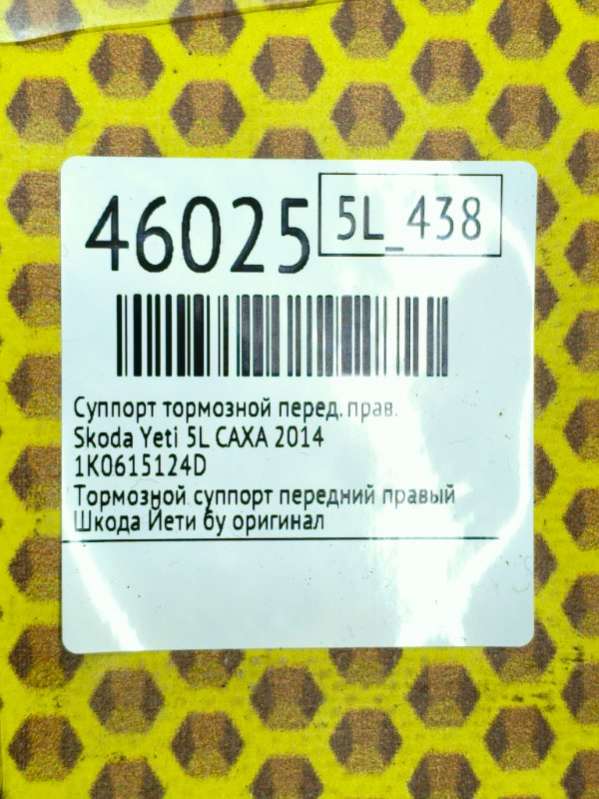 46025
5L_438
Суппорт тормозной перед. прав.
Skoda Yeti 5L CAXA 2014
1K0615124D
Тормозной суппорт передний правый
Шкода Йети бу оригинал